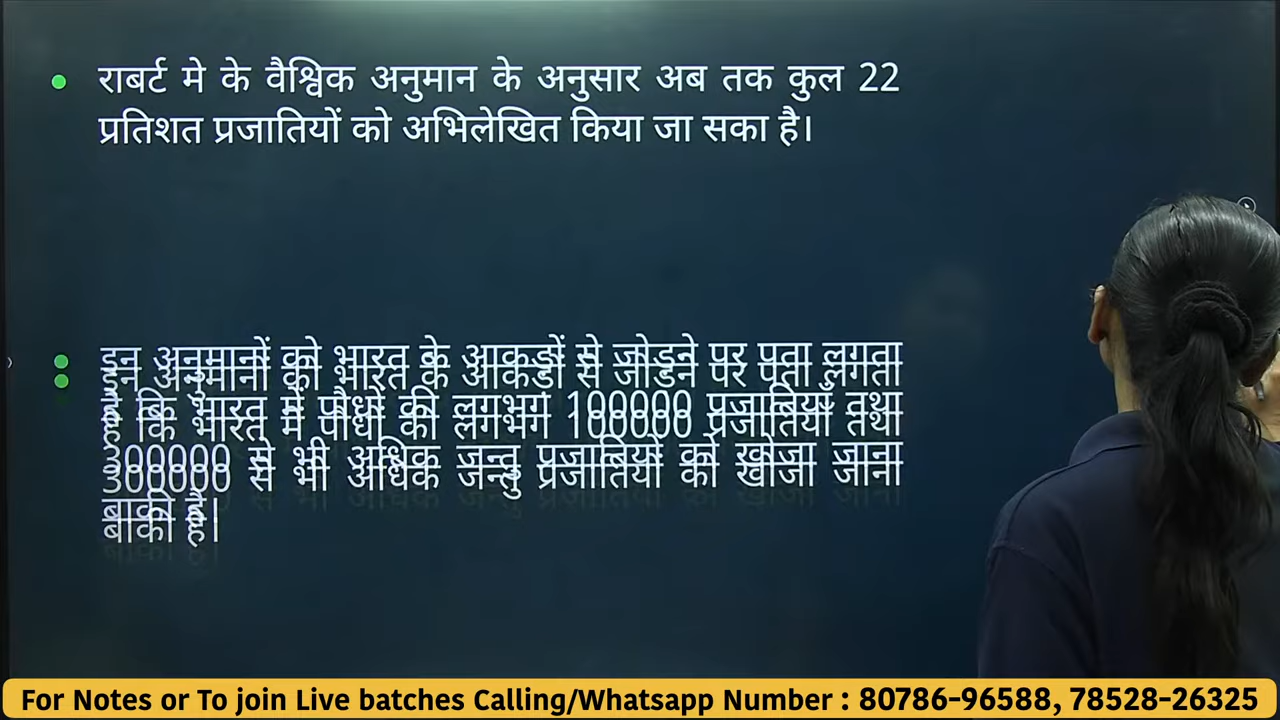 राबर्ट मे के वैश्विक अनुमान के अनुसार अब तक कुल 22
प्रतिशत प्रजातियों को अभिलेखित किया जा सका है।
इन अनुमानों को भारत के आकडों से जोडने पर पता लगता
है कि भारत में पौधों की लगभग 100000 प्रजातियाँ तथा
300000 से भी अधिक जन्तु प्रजातियों को खोजा जाना
बाकी है।
For Notes or To join Live batches Calling/Whatsapp Number : 80786-96588, 78528-26325